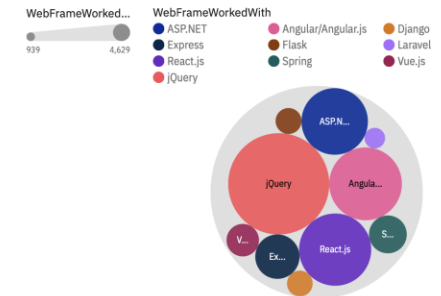 WebFrameWorked...
939
4,629
WebFrameWorkedWith
ASP.NET
Angular/Angular.js
Django
Express
Flask
Laravel
React.js
Spring
Vue.js
jQuery
ASP.N...
jQuery
Angula...
S...
V...
Ex...
React.js